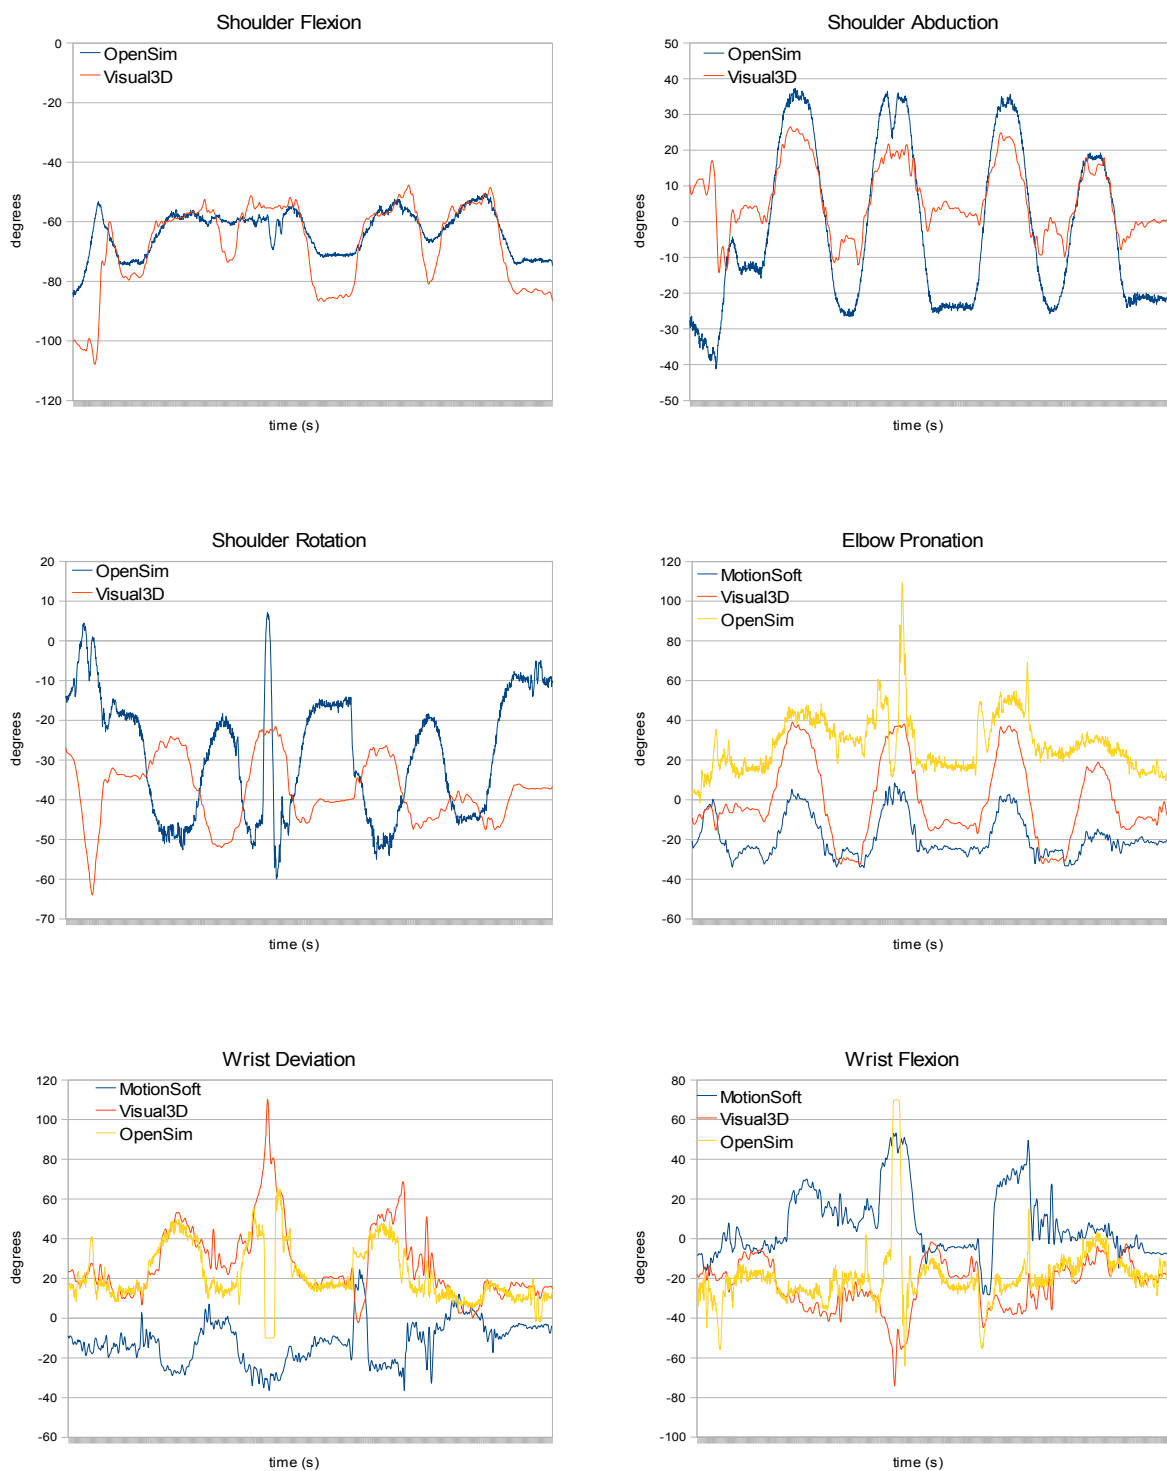 Shoulder Flexion
OpenSim
Visual3D
0
-20
-40
-60
-80
-100
-120
degrees
time (s)
Shoulder Abduction
OpenSim
Visual3D
50
40
30
20
10
0
-10
-20
-30
-40
-50
degrees
time (s)
Shoulder Rotation
OpenSim
Visual3D
20
10
0
-10
-20
-30
-40
-50
-60
-70
degrees
time (s)
Elbow Pronation
MotionSoft
Visual3D
OpenSim
120
100
80
60
40
20
0
-20
-40
-60
degrees
time (s)
Wrist Deviation
MotionSoft
Visual3D
OpenSim
120
100
80
60
40
20
0
-20
-40
-60
degrees
time (s)
Wrist Flexion
MotionSoft
Visual3D
OpenSim
80
60
40
20
0
-20
-40
-60
-80
-100
degrees
time (s)